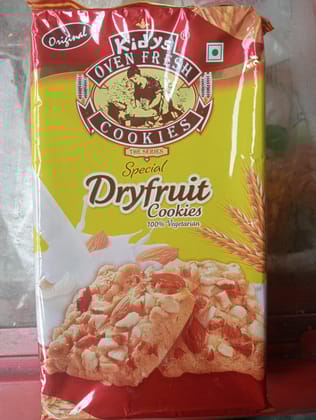 Original
Kidys
OVEN FRESH
COOKIES
THE SERIES
Special
Dryfruit
Cookies
100% Vegetarian